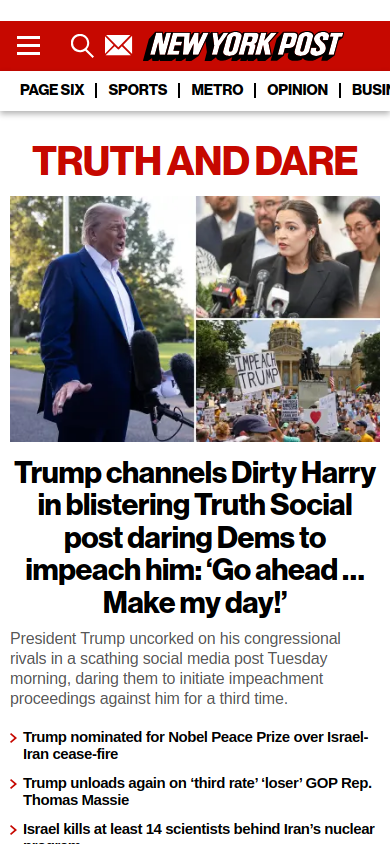 NEW YORK POST
PAGE SIX
SPORTS
METRO
OPINION
BUSI
TRUTH AND DARE
IMPEACH
TRUMP
Trump channels Dirty Harry
in blistering Truth Social
post daring Dems to
impeach him: ‘Go ahead ...
Make my day!’
President Trump uncorked on his congressional
rivals in a scathing social media post Tuesday
morning, daring them to initiate impeachment
proceedings against him for a third time.
Trump nominated for Nobel Peace Prize over Israel-
Iran cease-fire
Trump unloads again on ‘third rate’ ‘loser’ GOP Rep.
Thomas Massie
Israel kills at least 14 scientists behind Iran’s nuclear